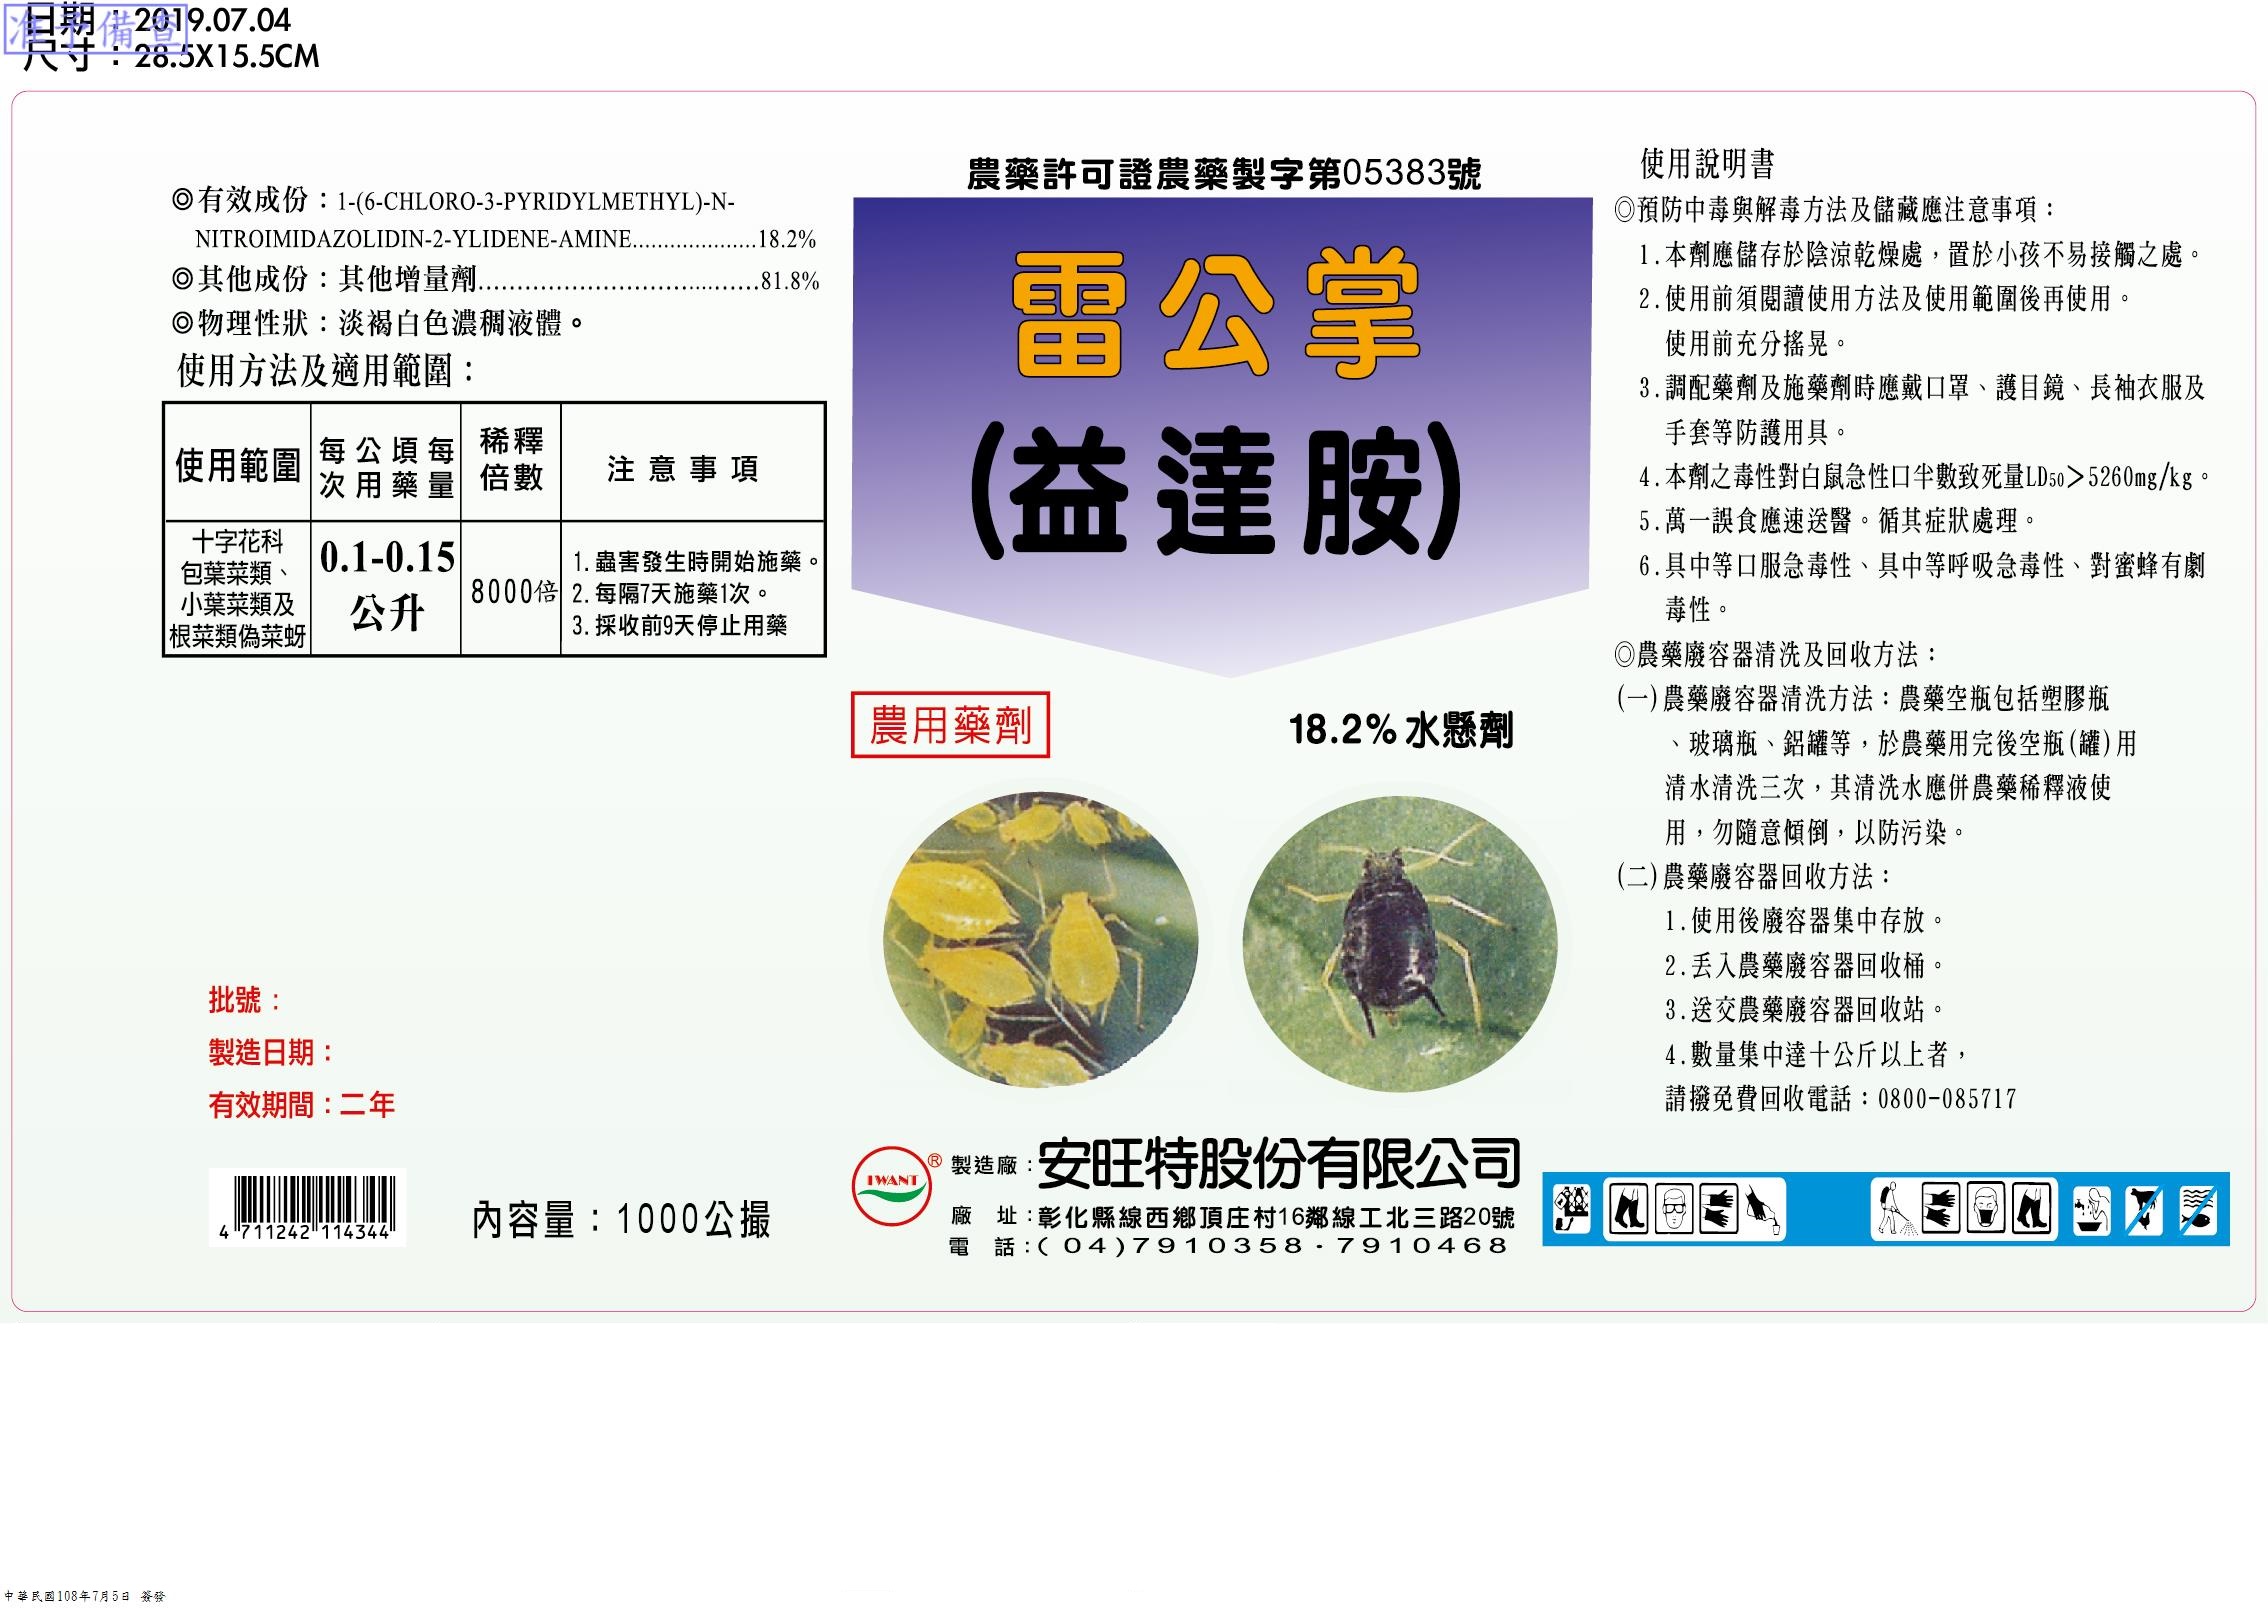 日期：2019.07.04
尺寸：28.5X15.5CM
准予備查
◎有效成份：1-(6-CHLORO-3-PYRIDYLMETHYL)-N-
NITROIMIDAZOLIDIN-2-YLIDENE-AMINE....................18.2%
◎其他成份：其他增量劑....................................81.8%
◎物理性狀：淡褐白色濃稠液體。
使用方法及適用範圍：
使用範圍
每公頃每
次用藥量
稀釋
倍數
注意事項
十字花科
包葉菜類、
小葉菜類及
根菜類偽菜蚜
0.1-0.15
公升
8000倍
1. 蟲害發生時開始施藥。
2. 每隔7天施藥1次。
3. 採收前9天停止用藥
批號：
製造日期：
有效期間：二年
4 711242 114344
內容量：1000公撮
農藥許可證農藥製字第05383號
雷公掌
(益達胺)
農用藥劑
18.2% 水懸劑
IWANT
®
製造廠：安旺特股份有限公司
廠　址：彰化縣線西鄉頂庄村16鄰線工北三路20號
電　話：(04)7910358．7910468
使用說明書
◎預防中毒與解毒方法及儲藏應注意事項：
1.本劑應儲存於陰涼乾燥處，置於小孩不易接觸之處。
2.使用前須閱讀使用方法及使用範圍後再使用。
使用前充分搖晃。
3.調配藥劑及施藥劑時應戴口罩、護目鏡、長袖衣服及
手套等防護用具。
4.本劑之毒性對白鼠急性口半數致死量LD50＞5260mg/kg。
5.萬一誤食應速送醫。循其症狀處理。
6.具中等口服急毒性、具中等呼吸急毒性、對蜜蜂有劇
毒性。
◎農藥廢容器清洗及回收方法：
(一)農藥廢容器清洗方法：農藥空瓶包括塑膠瓶
、玻璃瓶、鋁罐等，於農藥用完後空瓶(罐)用
清水清洗三次，其清洗水應併農藥稀釋液使
用，勿隨意傾倒，以防污染。
(二)農藥廢容器回收方法：
1.使用後廢容器集中存放。
2.丟入農藥廢容器回收桶。
3.送交農藥廢容器回收站。
4.數量集中達十公斤以上者，
請撥免費回收電話：0800-085717
中華民國108年7月5日 簽發